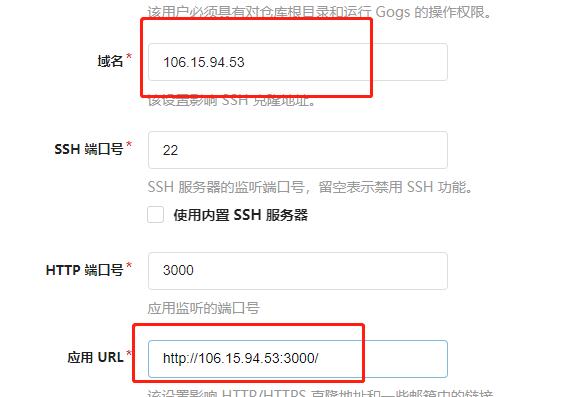 该用户必须具有对仓库根目录和运行 Gogs 的操作权限。
域名* 106.15.94.53
该设置影响 SSH 克隆地址。
SSH 端口号* 22
SSH 服务器的监听端口号，留空表示禁用 SSH 功能。
使用内置 SSH 服务器
HTTP 端口号* 3000
应用监听的端口号
应用 URL* http://106.15.94.53:3000/
该设置影响 HTTP/HTTPS 克隆地址和一些邮箱中的链接